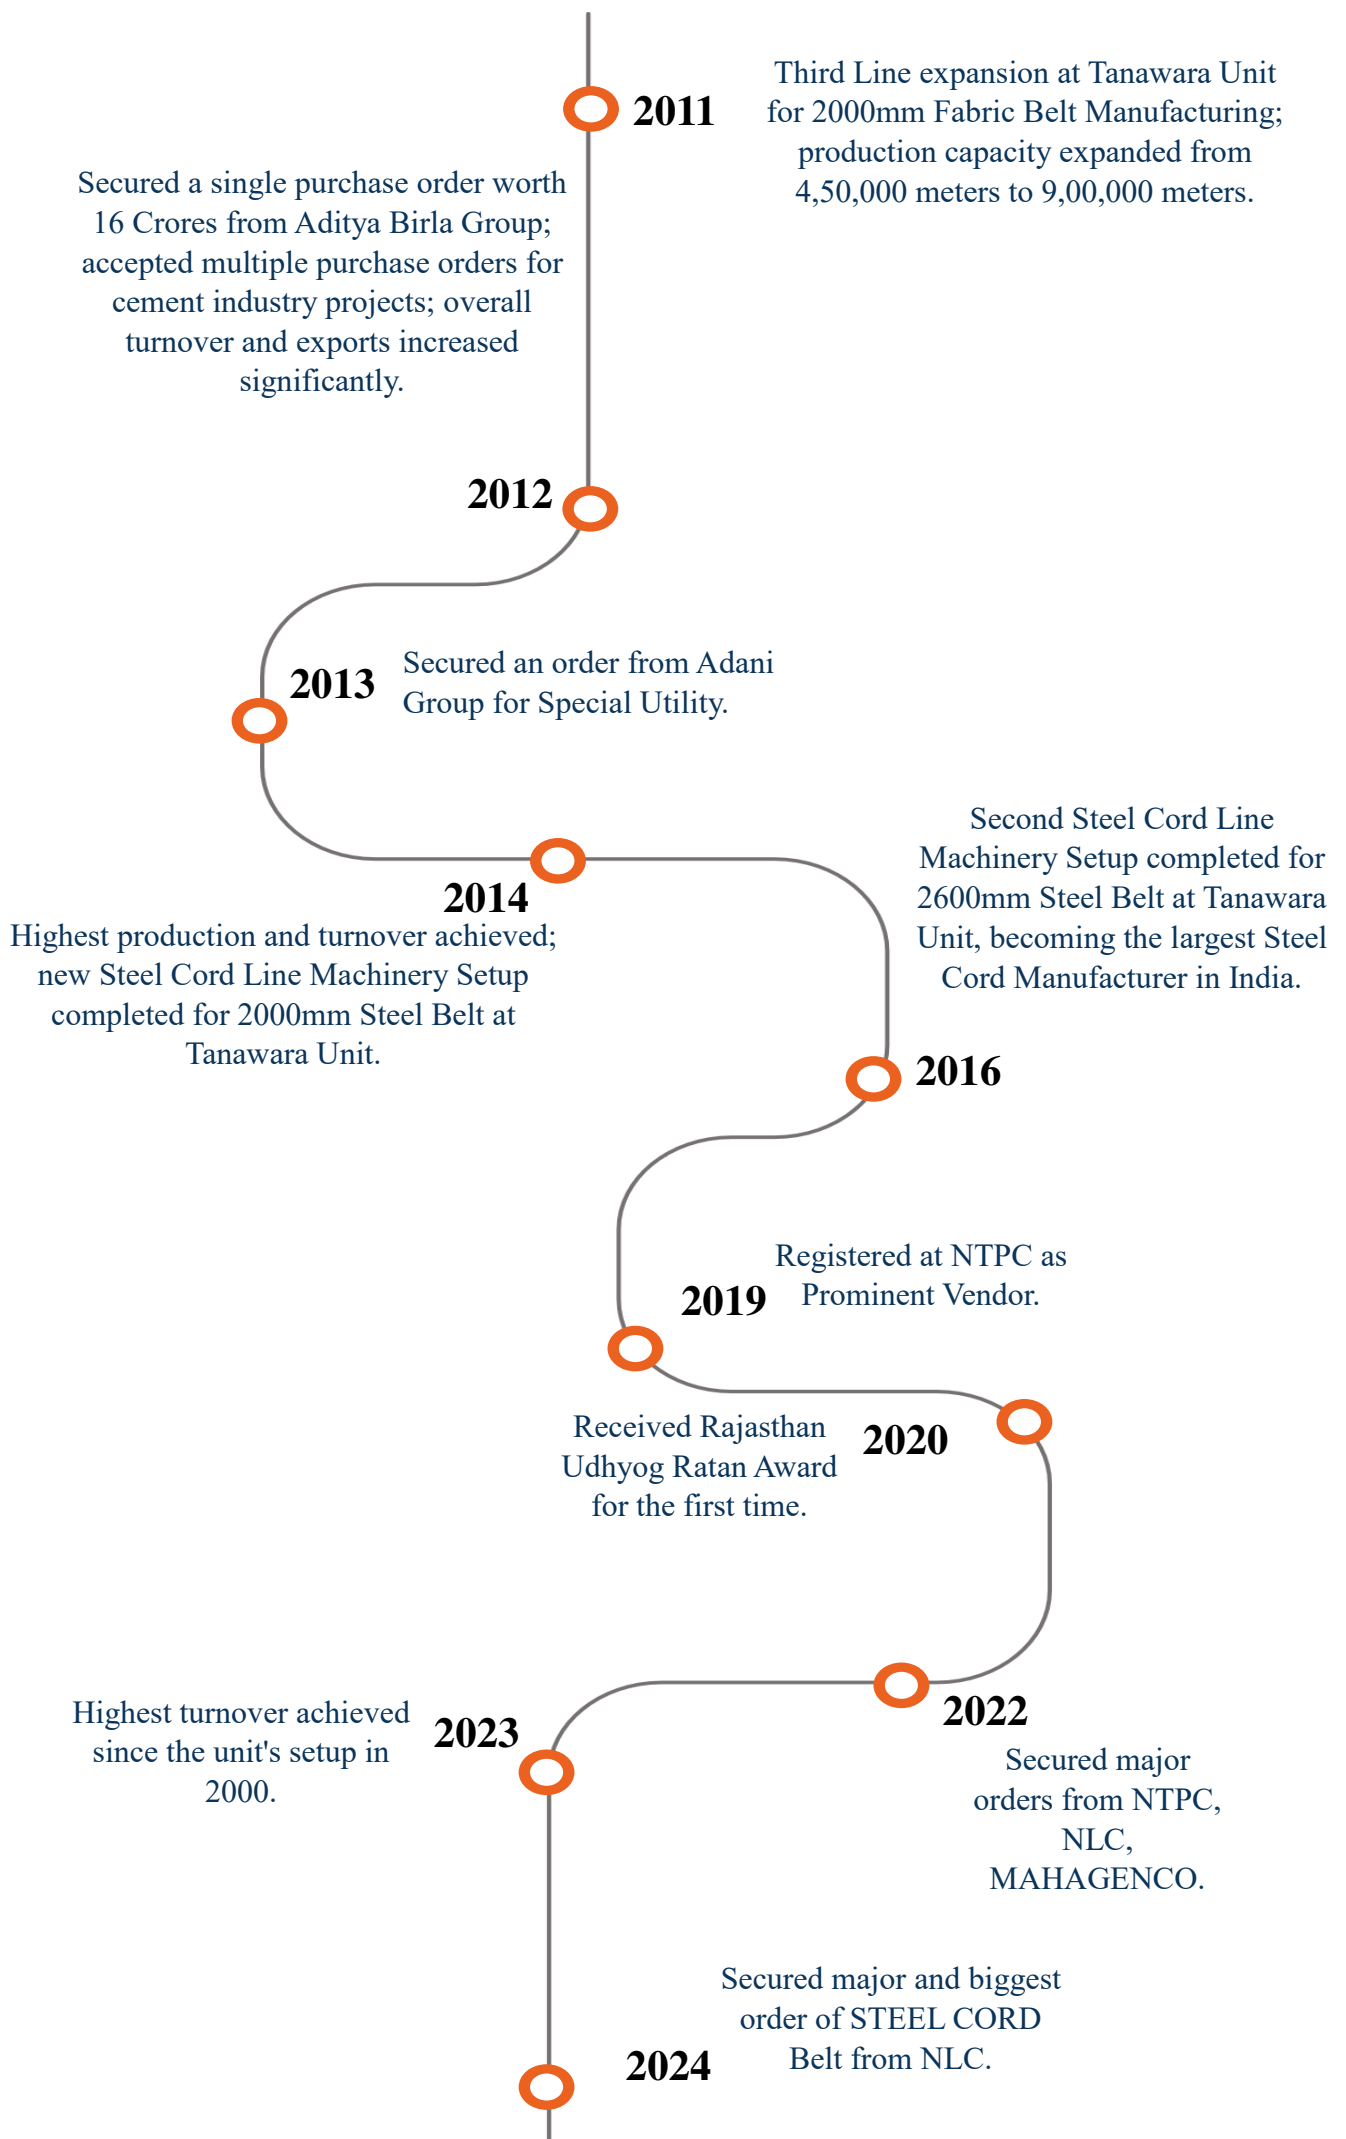 2011
Third Line expansion at Tanawara Unit
for 2000mm Fabric Belt Manufacturing;
production capacity expanded from
4,50,000 meters to 9,00,000 meters.
Secured a single purchase order worth
16 Crores from Aditya Birla Group;
accepted multiple purchase orders for
cement industry projects; overall
turnover and exports increased
significantly.
2012
2013
Secured an order from Adani
Group for Special Utility.
2014
Highest production and turnover achieved;
new Steel Cord Line Machinery Setup
completed for 2000mm Steel Belt at
Tanawara Unit.
Second Steel Cord Line
Machinery Setup completed for
2600mm Steel Belt at Tanawara
Unit, becoming the largest Steel
Cord Manufacturer in India.
2016
2019
Registered at NTPC as
Prominent Vendor.
Received Rajasthan
Udhyog Ratan Award
for the first time.
2020
2022
Secured major
orders from NTPC,
NLC,
MAHAGENCO.
Highest turnover achieved
since the unit's setup in
2000.
2023
Secured major and biggest
order of STEEL CORD
Belt from NLC.
2024